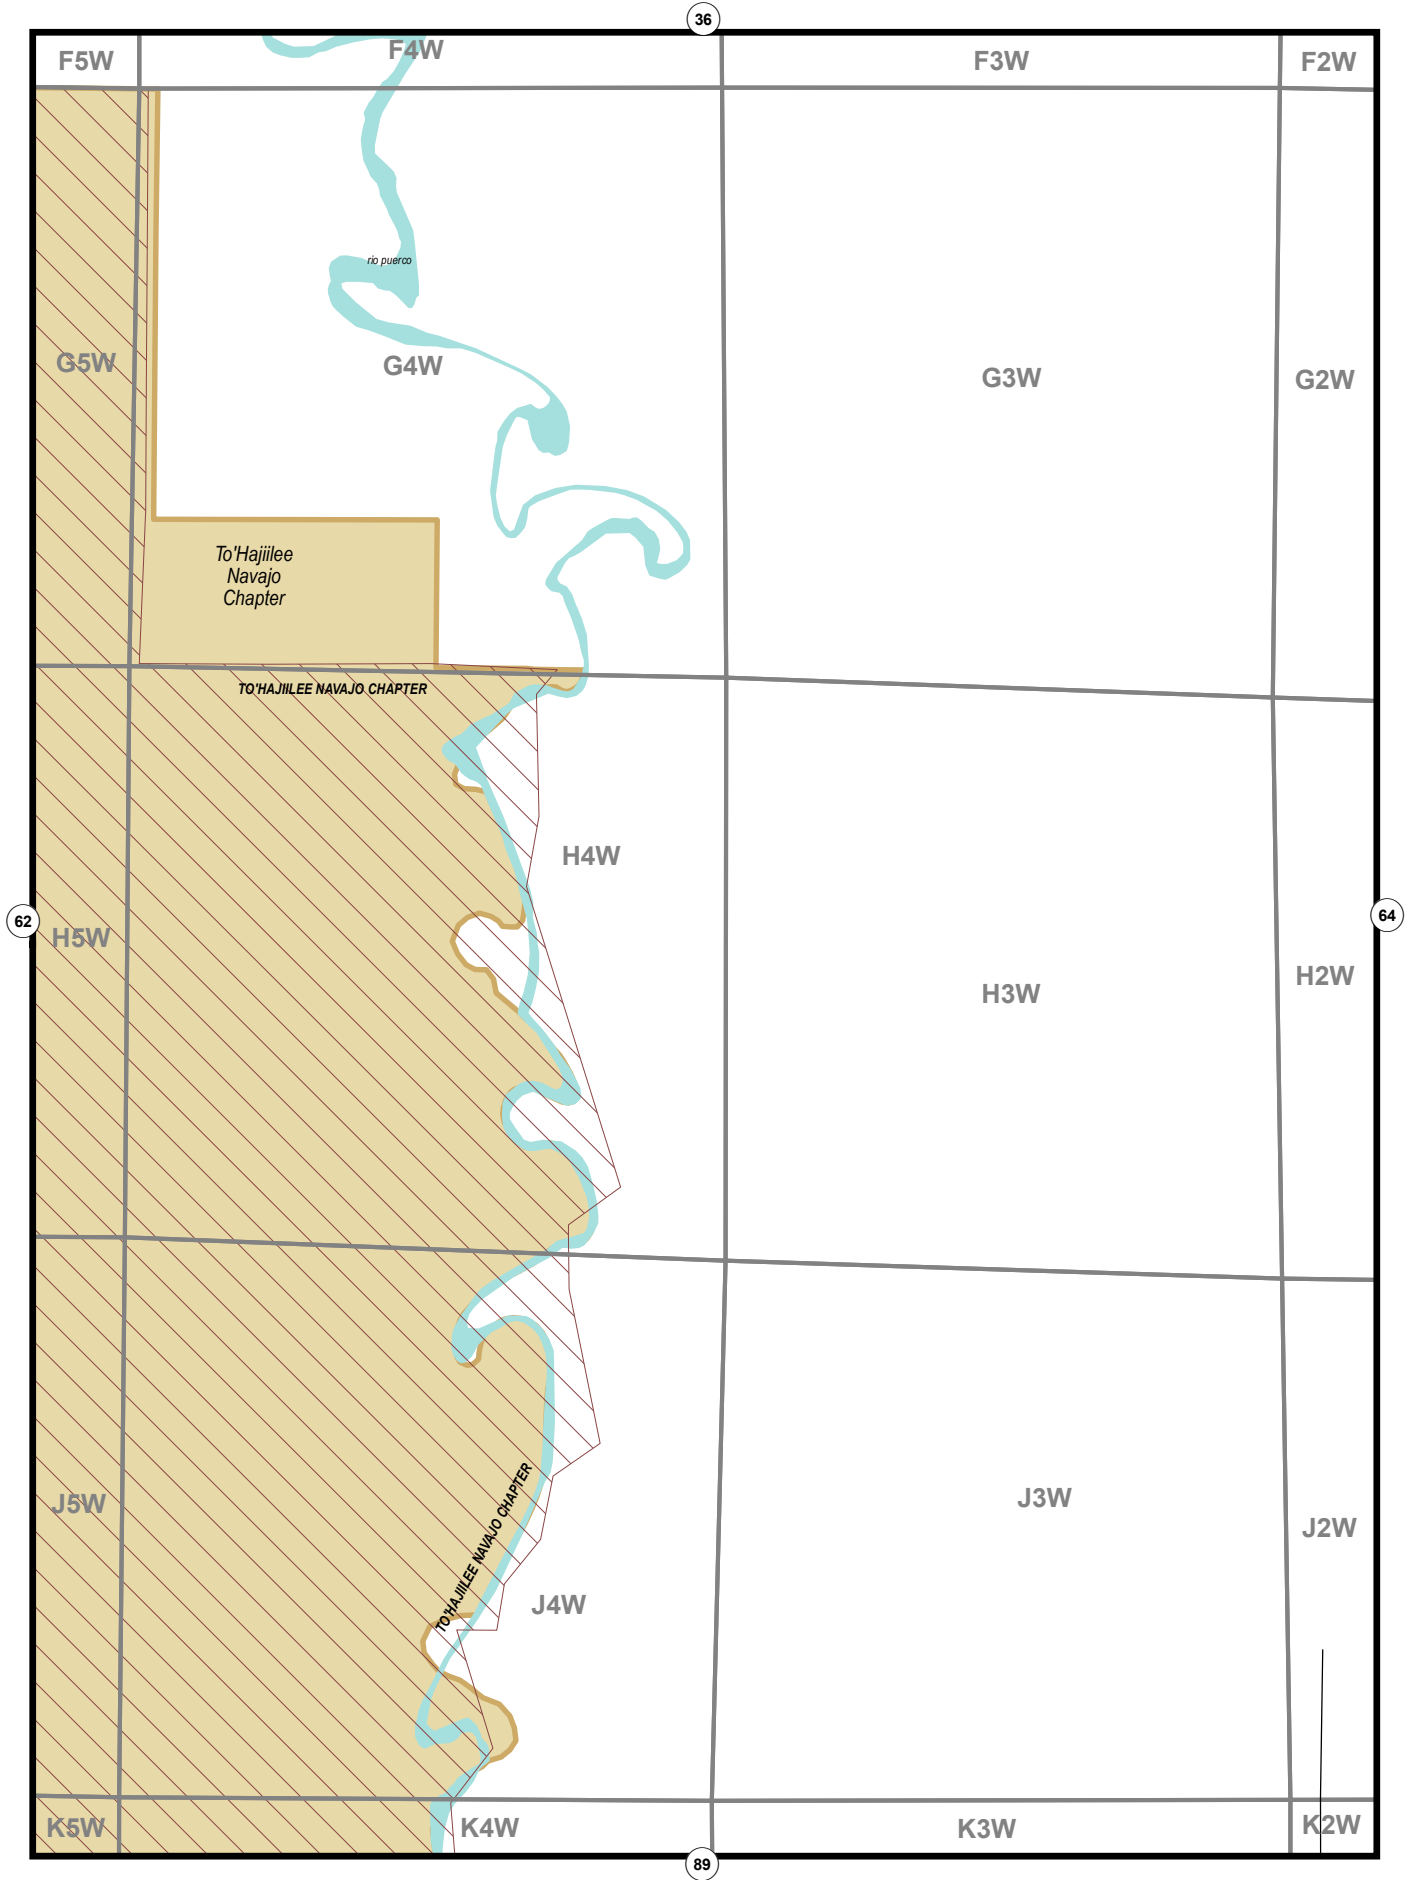 36
F5W
F4W
F3W
F2W
rio puerco
G5W
G4W
G3W
G2W
To'Hajiilee
Navajo
Chapter
TO'HAJIILEE NAVAJO CHAPTER
H4W
62
64
H5W
H3W
H2W
J5W
J3W
J2W
TO'HAJIILEE NAVAJO CHAPTER
J4W
K5W
K4W
K3W
K2W
89